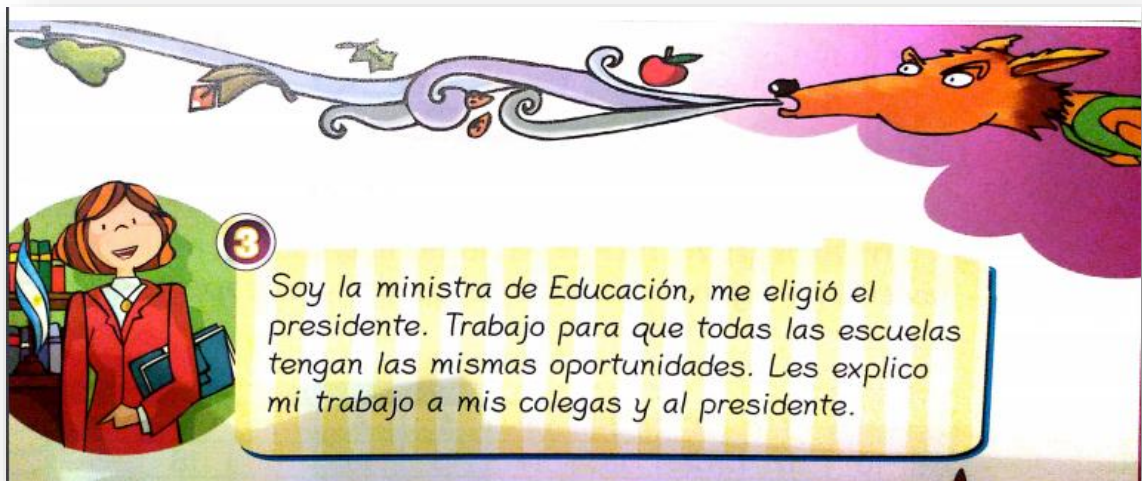 3
Soy la ministra de Educación, me eligió el
presidente. Trabajo para que todas las escuelas
tengan las mismas oportunidades. Les explico
mi trabajo a mis colegas y al presidente.